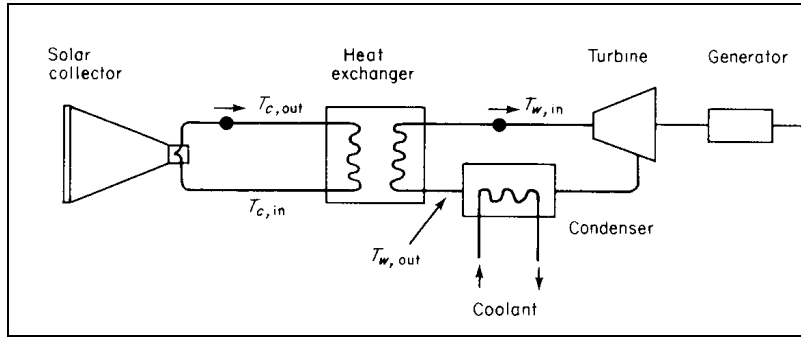 Solar
collector
Heat
exchanger
Turbine
Generator
T_c,out
T_w,in
T_c,in
T_w,out
Condenser
Coolant